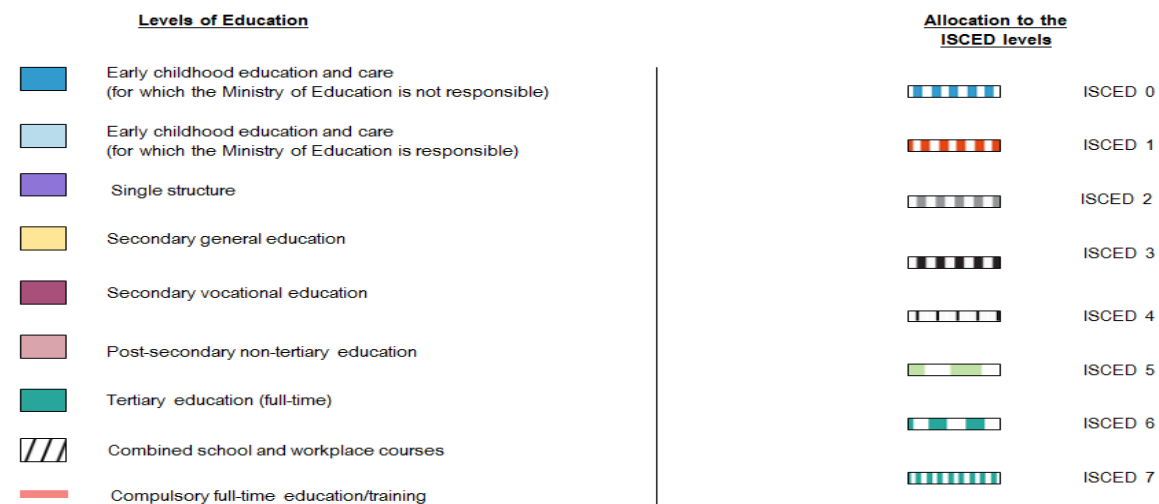 Levels of Education
Early childhood education and care
(for which the Ministry of Education is not responsible)
Early childhood education and care
(for which the Ministry of Education is responsible)
Single structure
Secondary general education
Secondary vocational education
Post-secondary non-tertiary education
Tertiary education (full-time)
Combined school and workplace courses
Compulsory full-time education/training
Allocation to the
ISCED levels
ISCED 0
ISCED 1
ISCED 2
ISCED 3
ISCED 4
ISCED 5
ISCED 6
ISCED 7